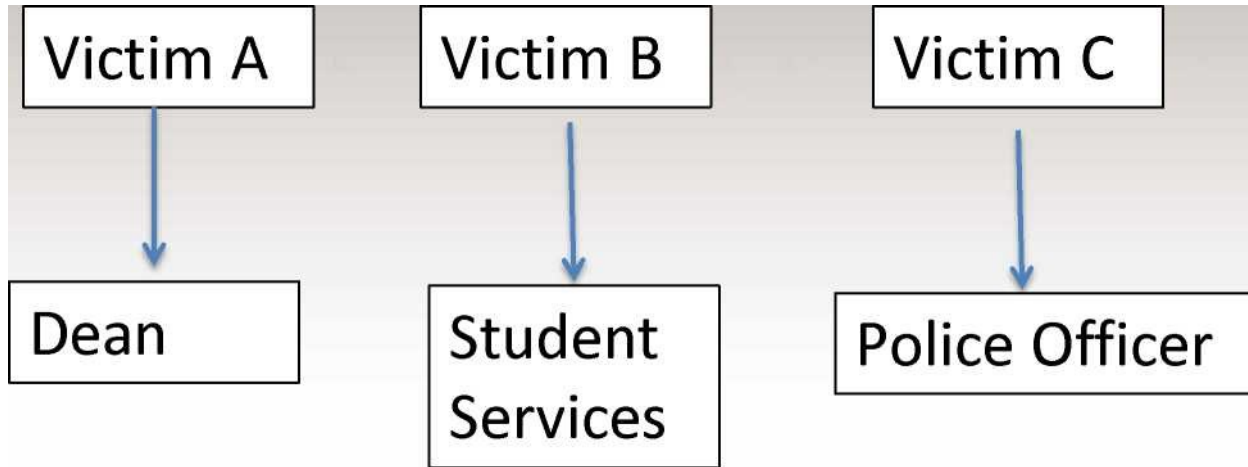 Victim A
Victim B
Victim C
Dean
Student
Services
Police Officer